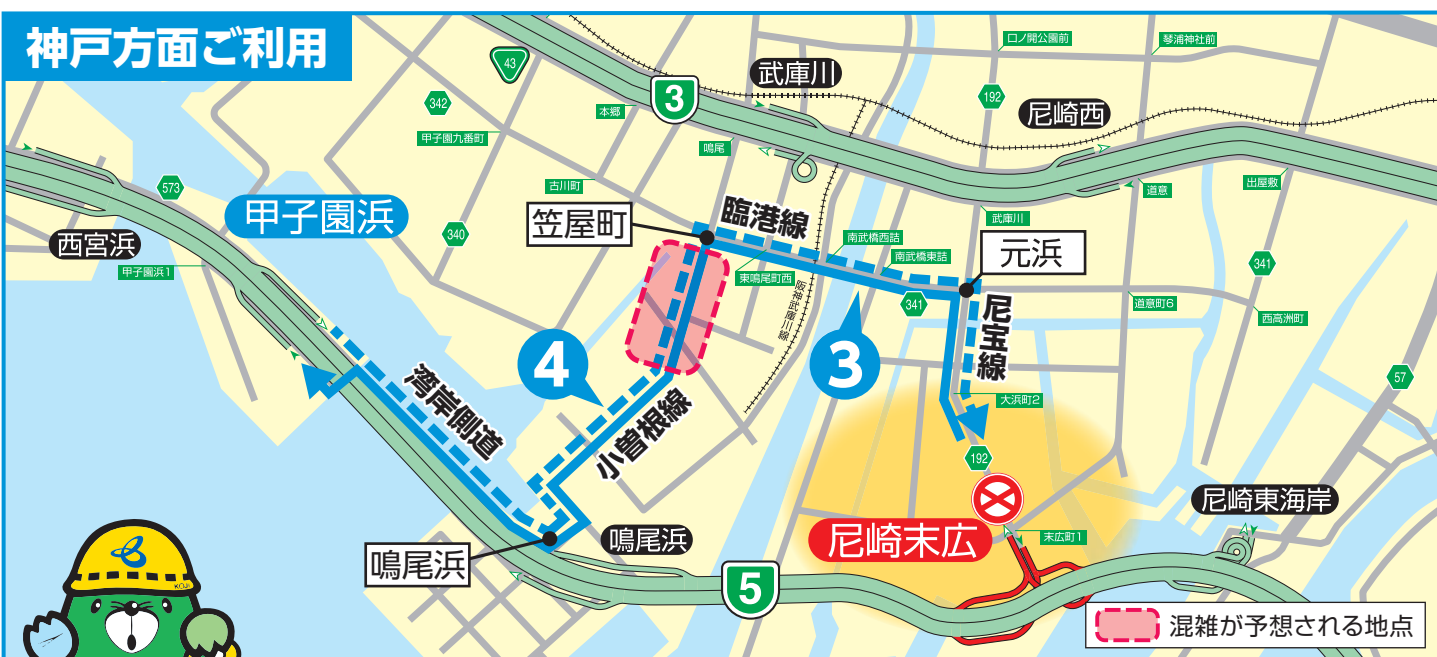 神戸方面ご利用
43
342
甲子園九番町
本郷
3
武庫川
192
口ノ開公園前
琴浦神社前
尼崎西
鳴尾
古川町
573
甲子園浜
340
西宮浜
甲子園浜1
笠屋町
臨港線
南武橋西詰
南武橋東詰
東鳴尾町西
阪神武庫川線
武庫川
道意
出屋敷
元浜
341
341
道意町6
西高洲町
尼宝線
57
4
3
湾岸側道
小曽根線
大浜町2
192
尼崎末広
末広町1
尼崎東海岸
鳴尾浜
鳴尾浜
5
KOJI
混雑が予想される地点